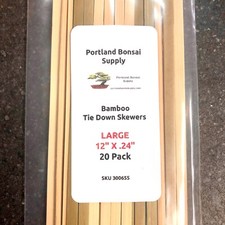 Portland Bonsai
Supply
Bamboo
Tie Down Skewers
LARGE
12" X .24"
20 Pack
SKU 300655